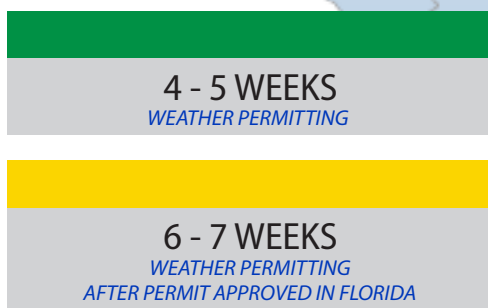 4 - 5 WEEKS
WEATHER PERMITTING
6 - 7 WEEKS
WEATHER PERMITTING
AFTER PERMIT APPROVED IN FLORIDA